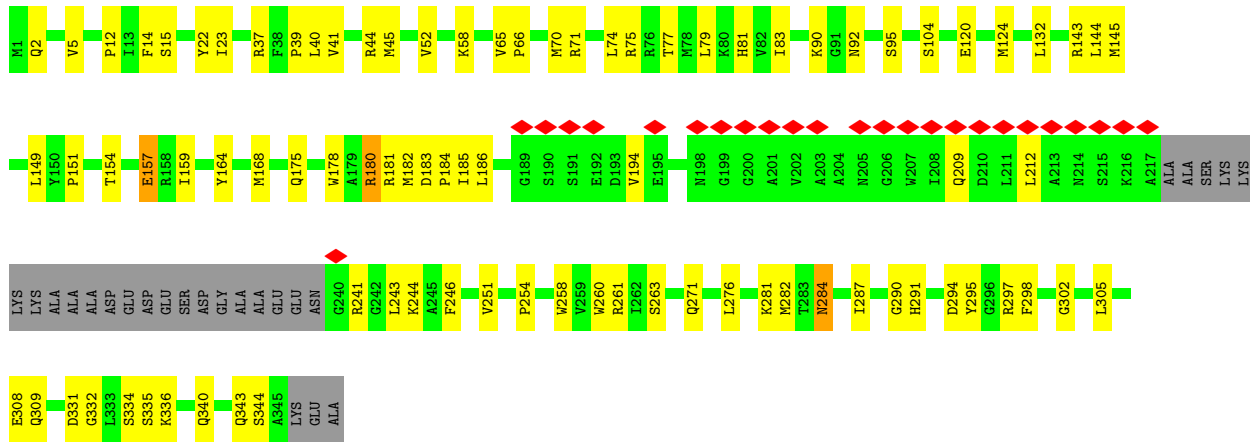 M1 Q2 V5 P12 I13 F14 S15 Y22 I23 R37 F38 P39 L40 V41 R44 M45 V52 K58 V65 P66 M70 R71 L74 R75 R76 T77 M78 L79 K80 H81 V82 I83 K90 G91 N92 S95 S104 E120 M124 L132 R143 L144 M145
L149 Y150 P151 T154 E157 R158 I159 Y164 M168 Q175 W178 A179 R180 R181 M182 D183 P184 I185 L186 G189 S190 S191 E192 D193 V194 E195 N198 G199 G200 A201 V202 A203 A204 N205 G206 W207 I208 Q209 D210 L211 L212 A213 N214 S215 K216 A217 ALA ALA SER LYS LYS
LYS LYS ALA ALA ALA ASP GLU ASP GLU SER ASP GLY ALA ALA GLU GLU ASN G240 R241 G242 L243 K244 A245 F246 V251 P254 W258 V259 W260 R261 I262 S263 Q271 L276 K281 M282 T283 N284 I287 G290 H291 D294 Y295 G296 R297 F298 G302 L305
E308 Q309 D331 G332 L333 S334 S335 K336 Q340 Q343 S344 A345 LYS GLU ALA